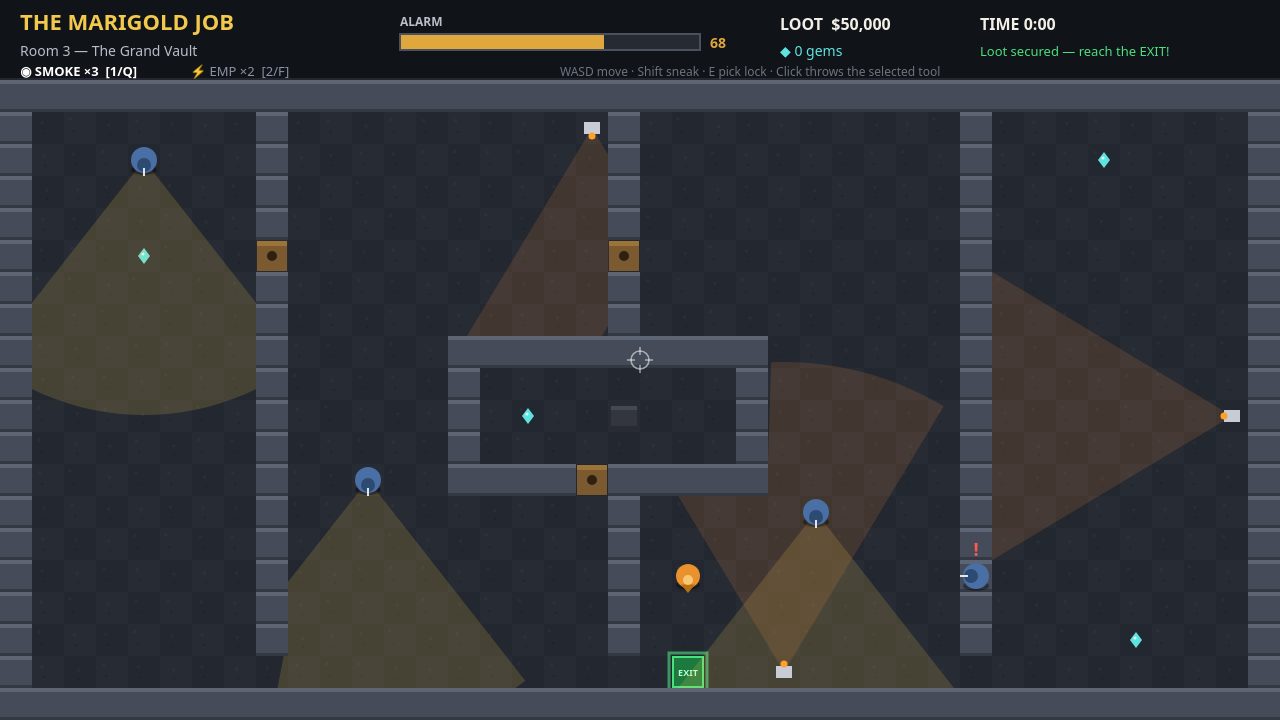 THE MARIGOLD JOB
Room 3 — The Grand Vault
◉ SMOKE ×3 [1/Q]
⚡ EMP ×2 [2/F]
ALARM
68
LOOT $50,000
◆ 0 gems
TIME 0:00
Loot secured — reach the EXIT!
WASD move · Shift sneak · E pick lock · Click throws the selected tool
!
EXIT